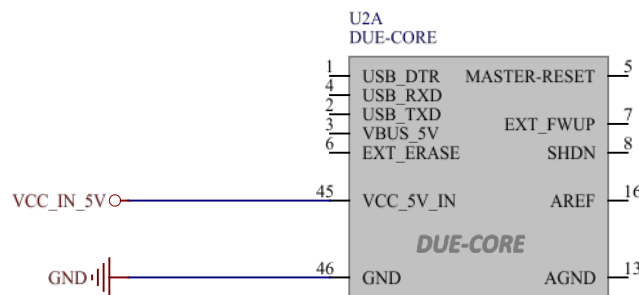 U2A
DUE-CORE
1 USB_DTR MASTER-RESET 5
4 USB_RXD
2 USB_TXD
3 VBUS_5V EXT_FWUP 7
6 EXT_ERASE SHDN 8
VCC_IN_5V 45 VCC_5V_IN AREF 16
DUE-CORE
GND 46 GND AGND 13